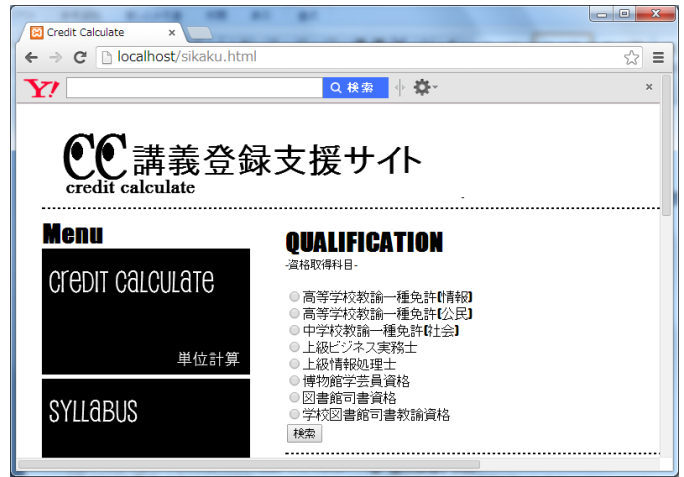 Credit Calculate
localhost/sikaku.html
Y!
検索
CC講義登録支援サイト
credit calculate
Menu
credit calculate
単位計算
syllabus
QUALIFICATION
-資格取得科目-
高等学校教諭一種免許(情報)
高等学校教諭一種免許(公民)
中学校教諭一種免許(社会)
上級ビジネス実務士
上級情報処理士
博物館学芸員資格
図書館司書資格
学校図書館司書教諭資格
検索